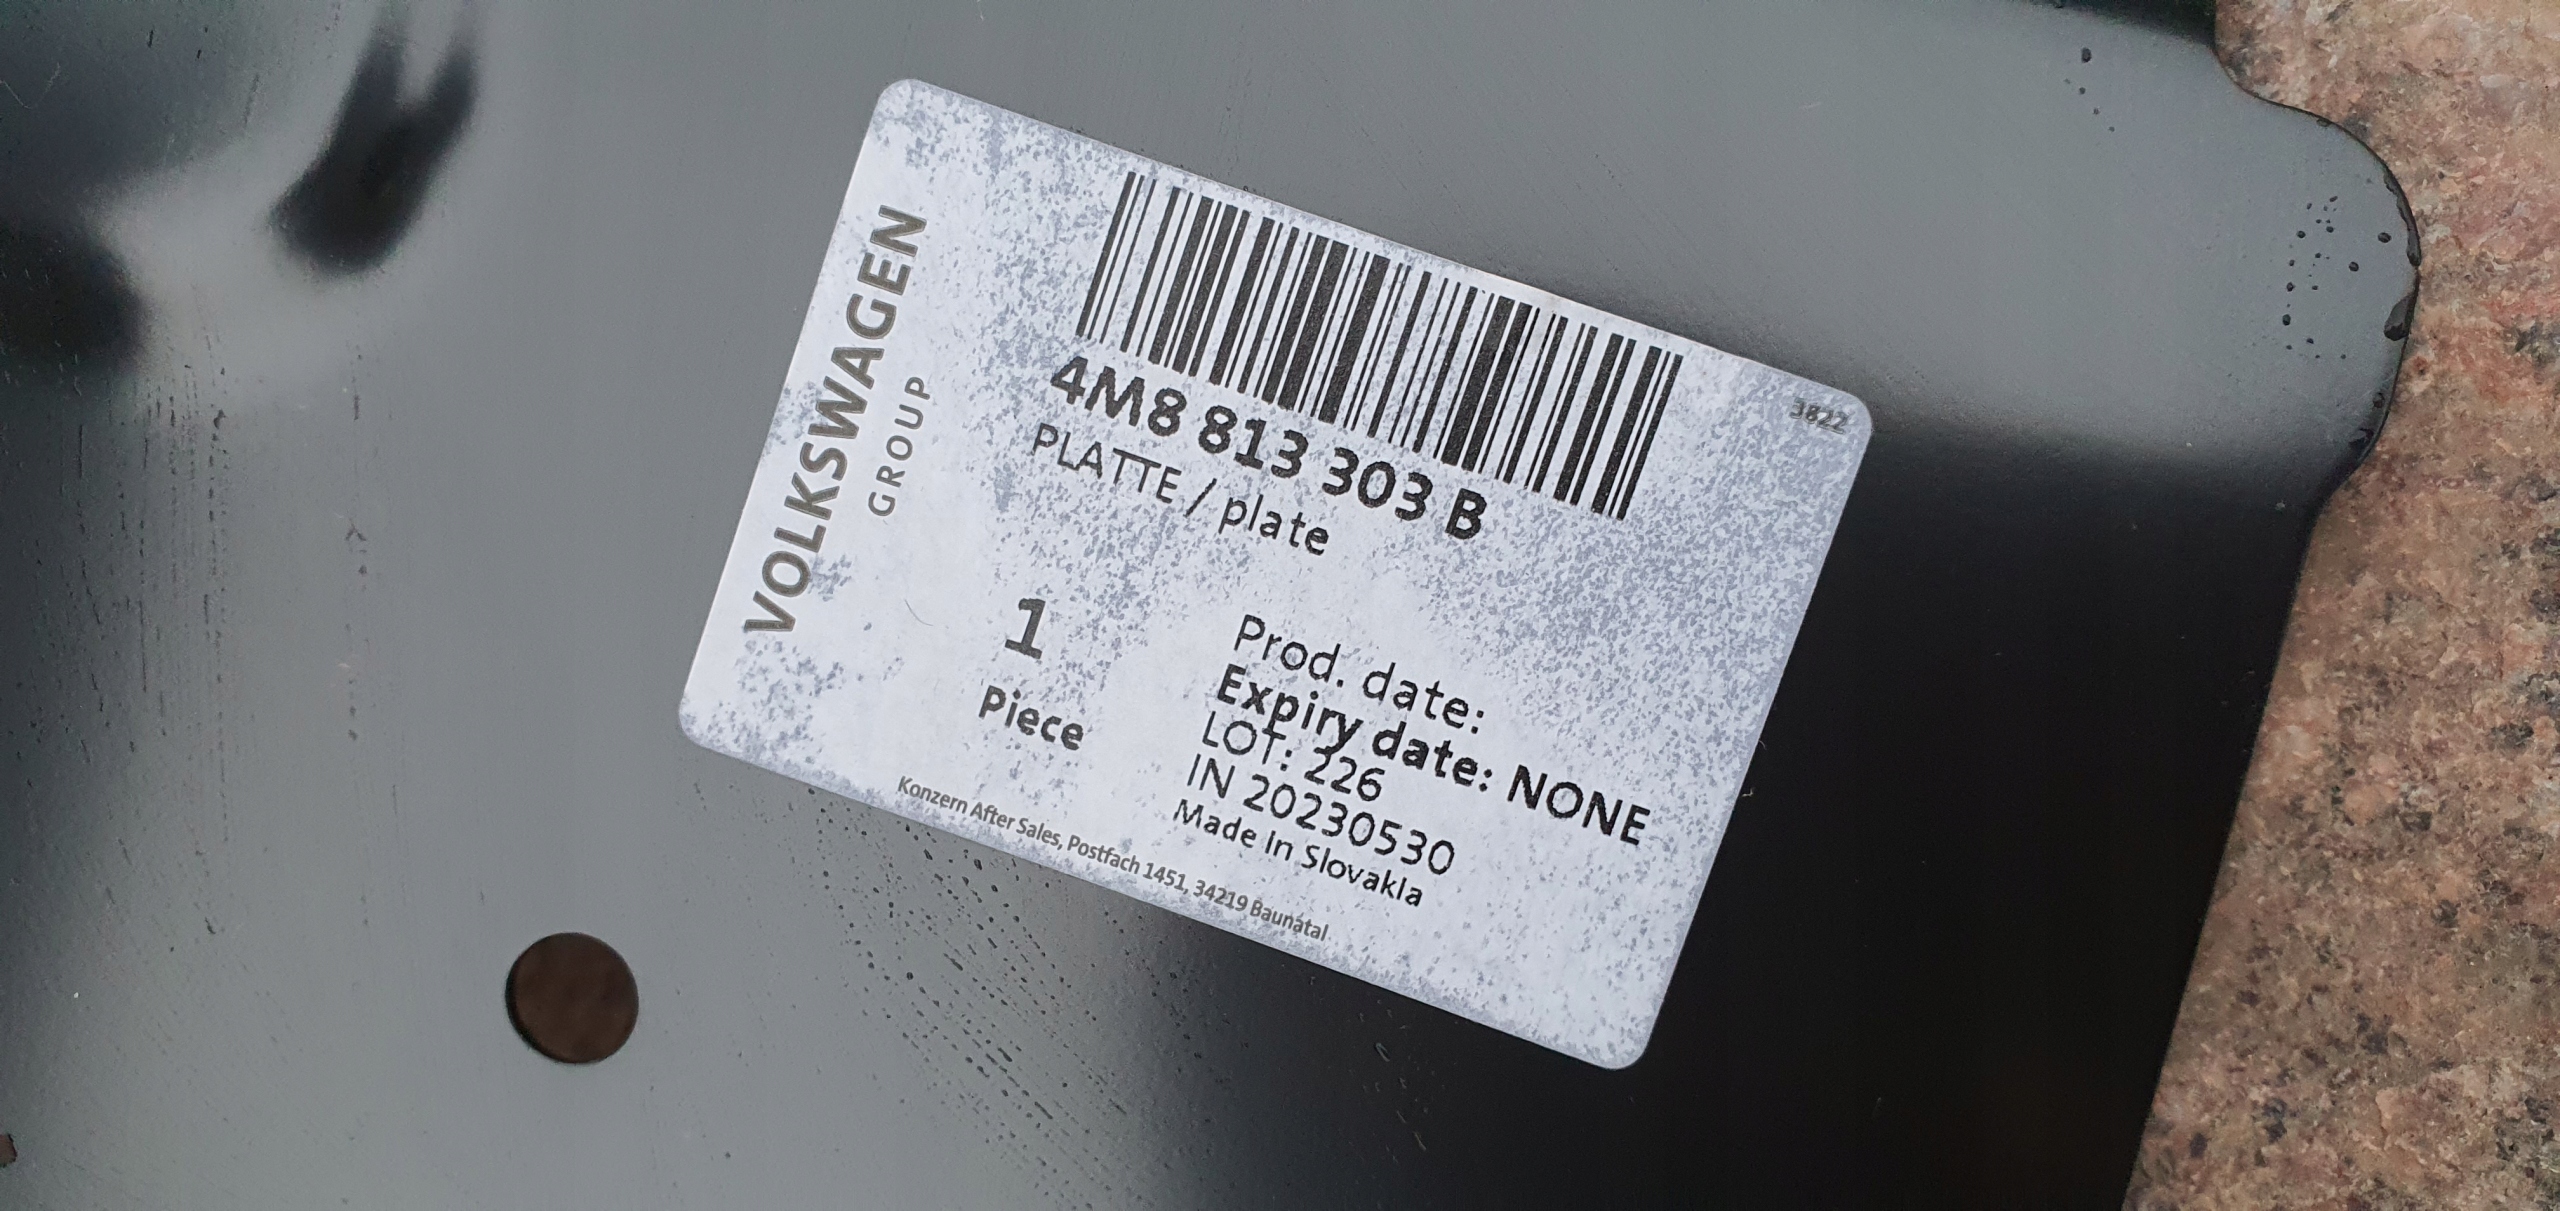 VOLKSWAGEN
GROUP
3822
4M8 813 303 B
PLATTE / plate
1
Piece
Prod. date:
Expiry date: NONE
LOT: 226
IN 20230530
Made In Slovakia
Konzern After Sales, Postfach 1451, 34219 Baunatal